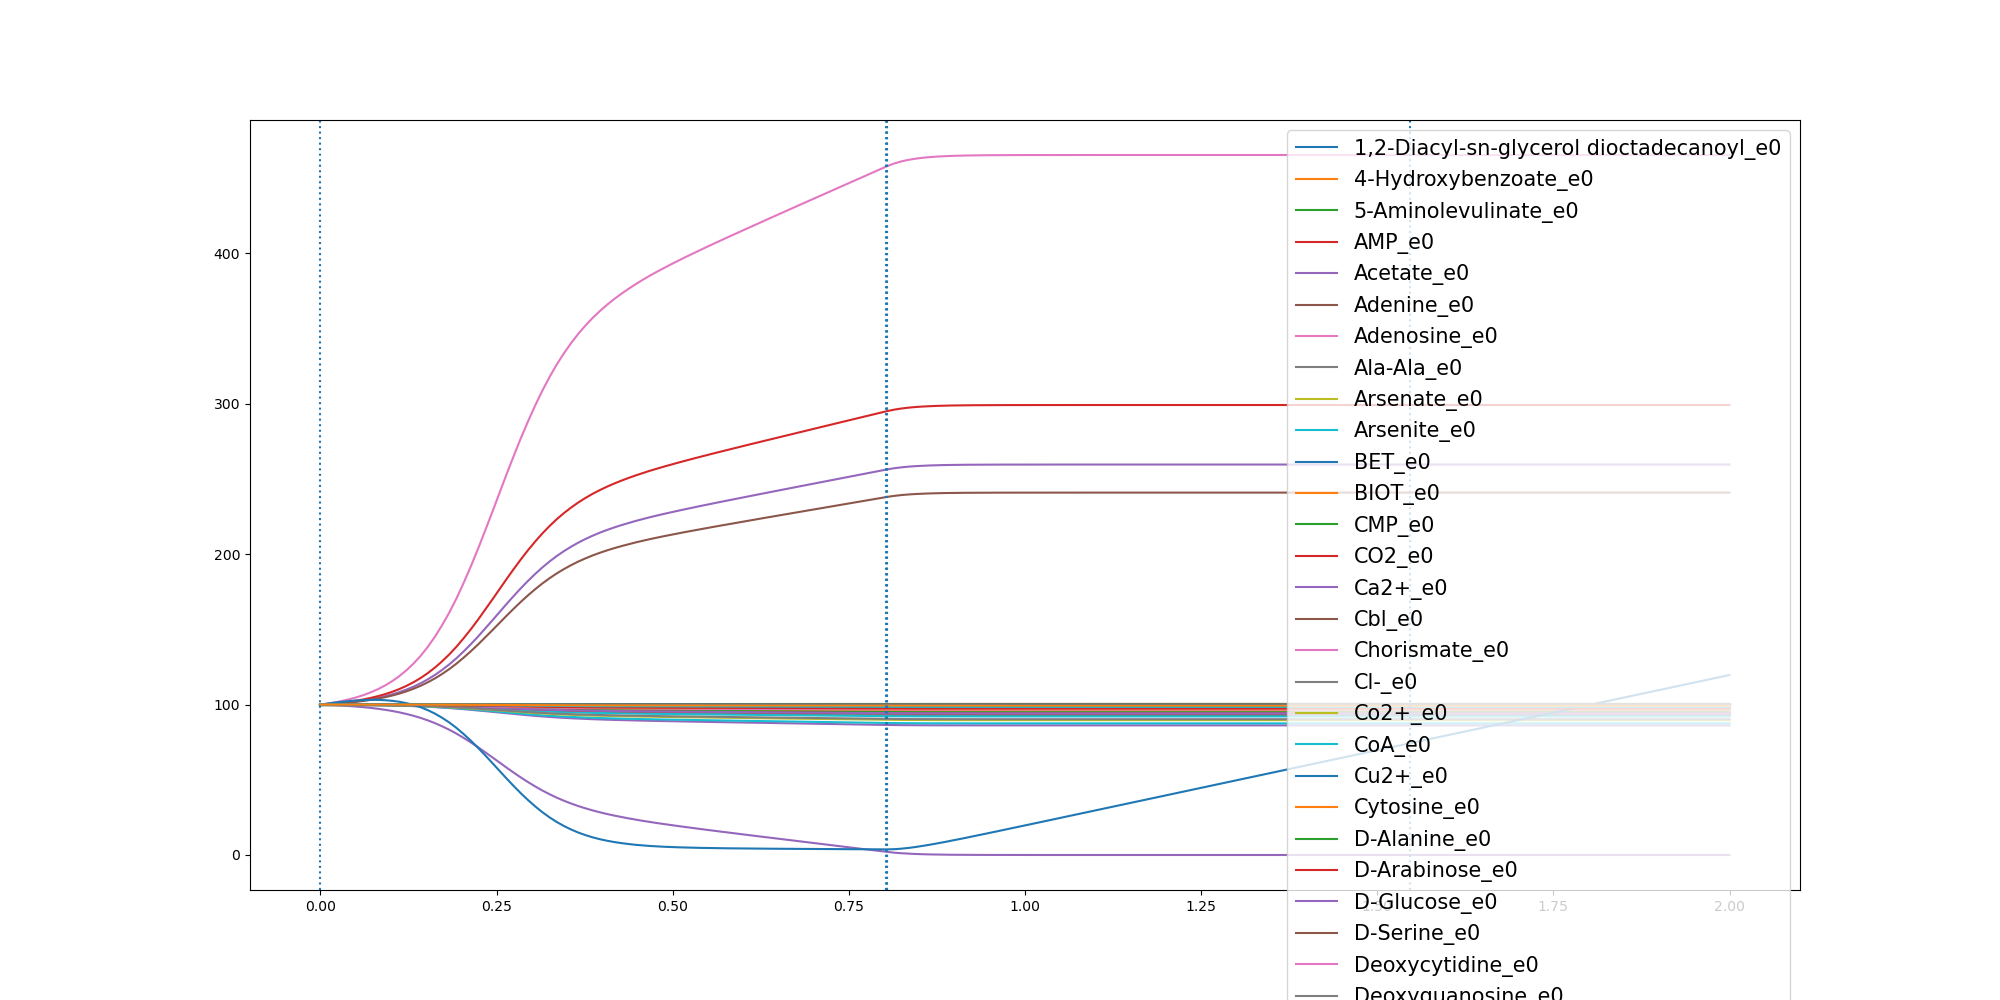 400
300
200
100
0
0.00 0.25 0.50 0.75 1.00 1.25 1.50 1.75 2.00
1,2-Diacyl-sn-glycerol dioctadecanoyl_e0
4-Hydroxybenzoate_e0
5-Aminolevulinate_e0
AMP_e0
Acetate_e0
Adenine_e0
Adenosine_e0
Ala-Ala_e0
Arsenate_e0
Arsenite_e0
BET_e0
BIOT_e0
CMP_e0
CO2_e0
Ca2+_e0
Cbl_e0
Chorismate_e0
Cl-_e0
Co2+_e0
CoA_e0
Cu2+_e0
Cytosine_e0
D-Alanine_e0
D-Arabinose_e0
D-Glucose_e0
D-Serine_e0
Deoxycytidine_e0
Deoxyguanosine_e0